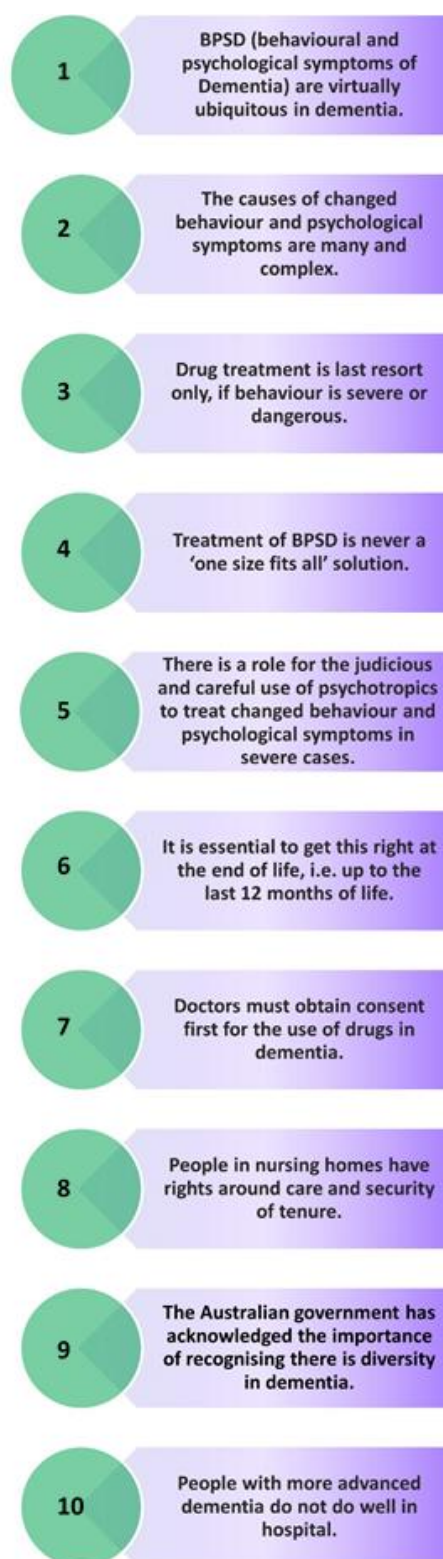 1
BPSD (behavioural and
psychological symptoms of
Dementia) are virtually
ubiquitous in dementia.
2
The causes of changed
behaviour and psychological
symptoms are many and
complex.
3
Drug treatment is last resort
only, if behaviour is severe or
dangerous.
4
Treatment of BPSD is never a
‘one size fits all’ solution.
5
There is a role for the judicious
and careful use of psychotropics
to treat changed behaviour and
psychological symptoms in
severe cases.
6
It is essential to get this right at
the end of life, i.e. up to the
last 12 months of life.
7
Doctors must obtain consent
first for the use of drugs in
dementia.
8
People in nursing homes have
rights around care and security
of tenure.
9
The Australian government has
acknowledged the importance
of recognising there is diversity
in dementia.
10
People with more advanced
dementia do not do well in
hospital.